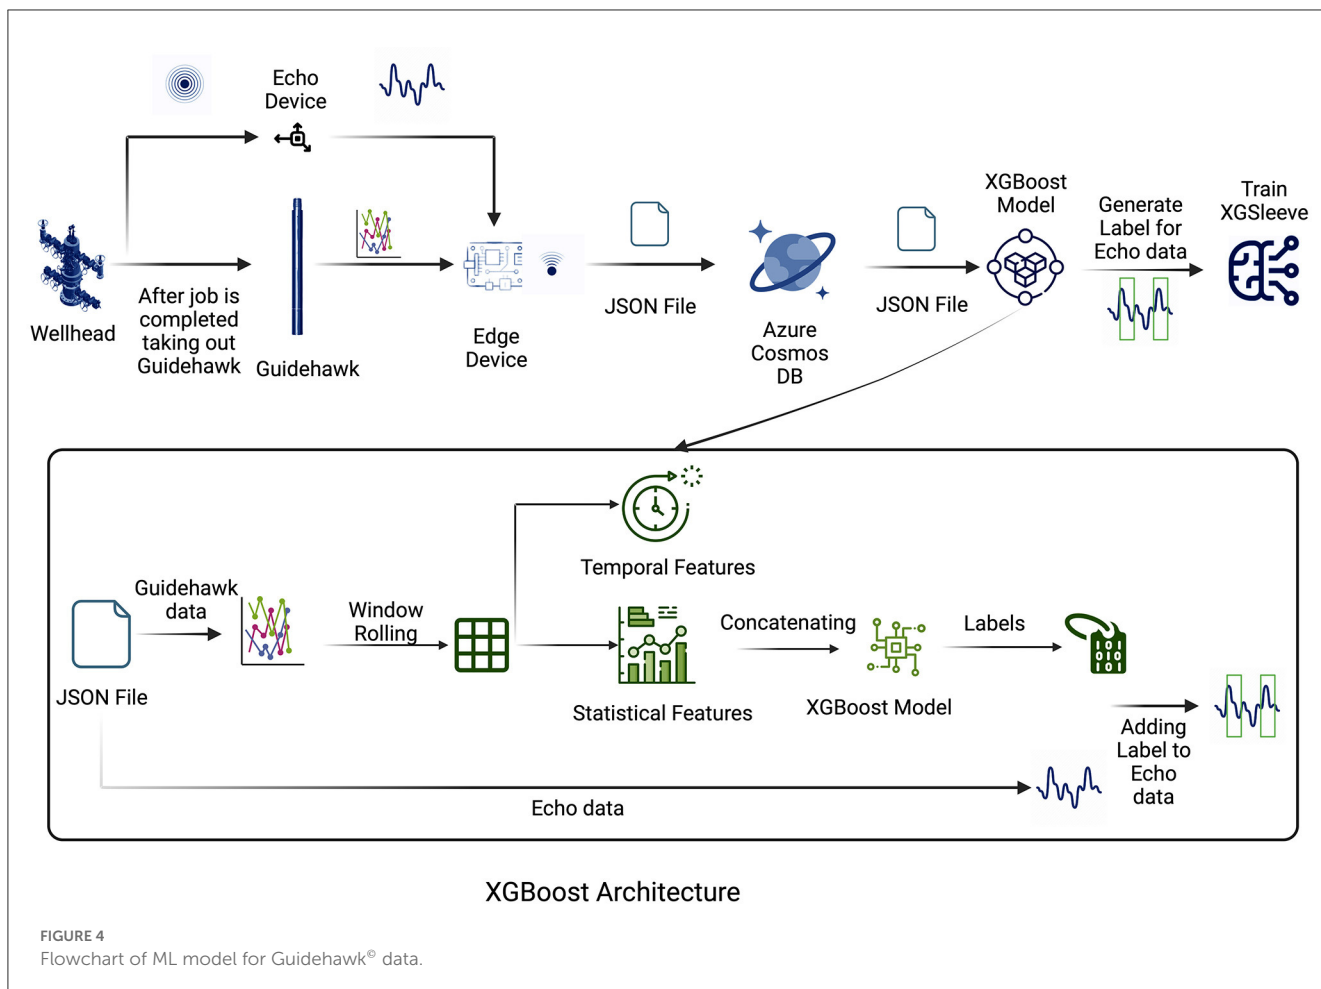 Echo
Device
Wellhead
After job is
completed
taking out
Guidehawk
Guidehawk
Edge
Device
JSON File
Azure
Cosmos
DB
JSON File
XGBoost
Model
Generate
Label for
Echo data
Train
XGSleeve
JSON File
Guidehawk
data
Window
Rolling
Temporal Features
Statistical Features
Concatenating
XGBoost Model
Labels
10
010
101
Adding
Label to
Echo
data
Echo data
XGBoost Architecture
FIGURE 4
Flowchart of ML model for Guidehawk© data.